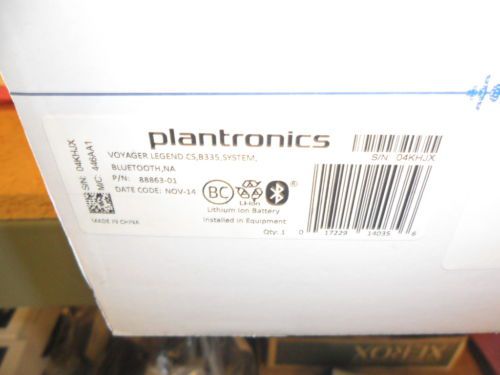 plantronics
S/N: 04KHJX
VOYAGER LEGEND CS,B335,SYSTEM,
BLUETOOTH,NA
P/N: 88863-01
DATE CODE: NOV-14
S/N: 04KHJX
M/C: 446AA1
MADE IN CHINA
BC
Li-Ion
Lithium Ion Battery
Installed in Equipment
Qty: 1
0 17229 14035 6
XEROX